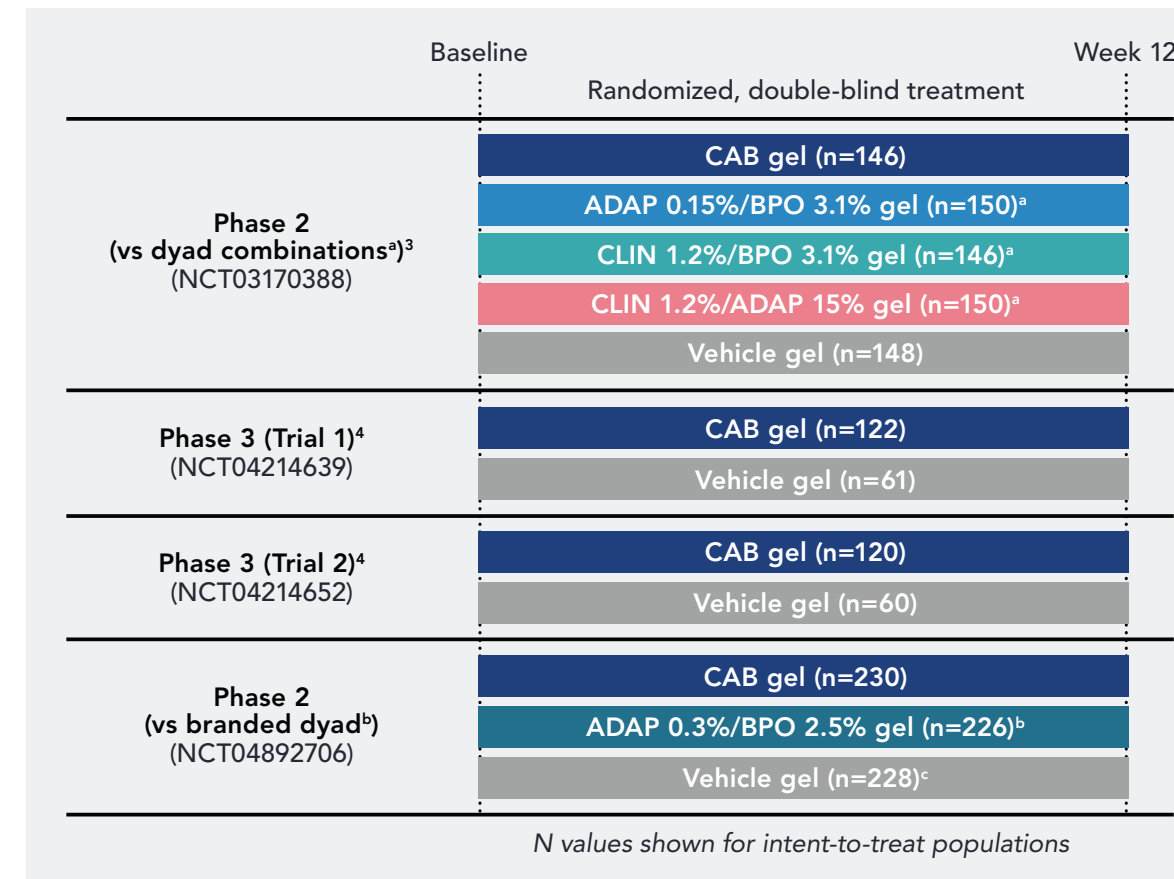 Baseline
Week 12
Randomized, double-blind treatment
Phase 2
(vs dyad combinationsᵃ)³
(NCT03170388)
CAB gel (n=146)
ADAP 0.15%/BPO 3.1% gel (n=150)ᵃ
CLIN 1.2%/BPO 3.1% gel (n=146)ᵃ
CLIN 1.2%/ADAP 15% gel (n=150)ᵃ
Vehicle gel (n=148)
Phase 3 (Trial 1)⁴
(NCT04214639)
CAB gel (n=122)
Vehicle gel (n=61)
Phase 3 (Trial 2)⁴
(NCT04214652)
CAB gel (n=120)
Vehicle gel (n=60)
Phase 2
(vs branded dyadᵇ)
(NCT04892706)
CAB gel (n=230)
ADAP 0.3%/BPO 2.5% gel (n=226)ᵇ
Vehicle gel (n=228)ᶜ
N values shown for intent-to-treat populations